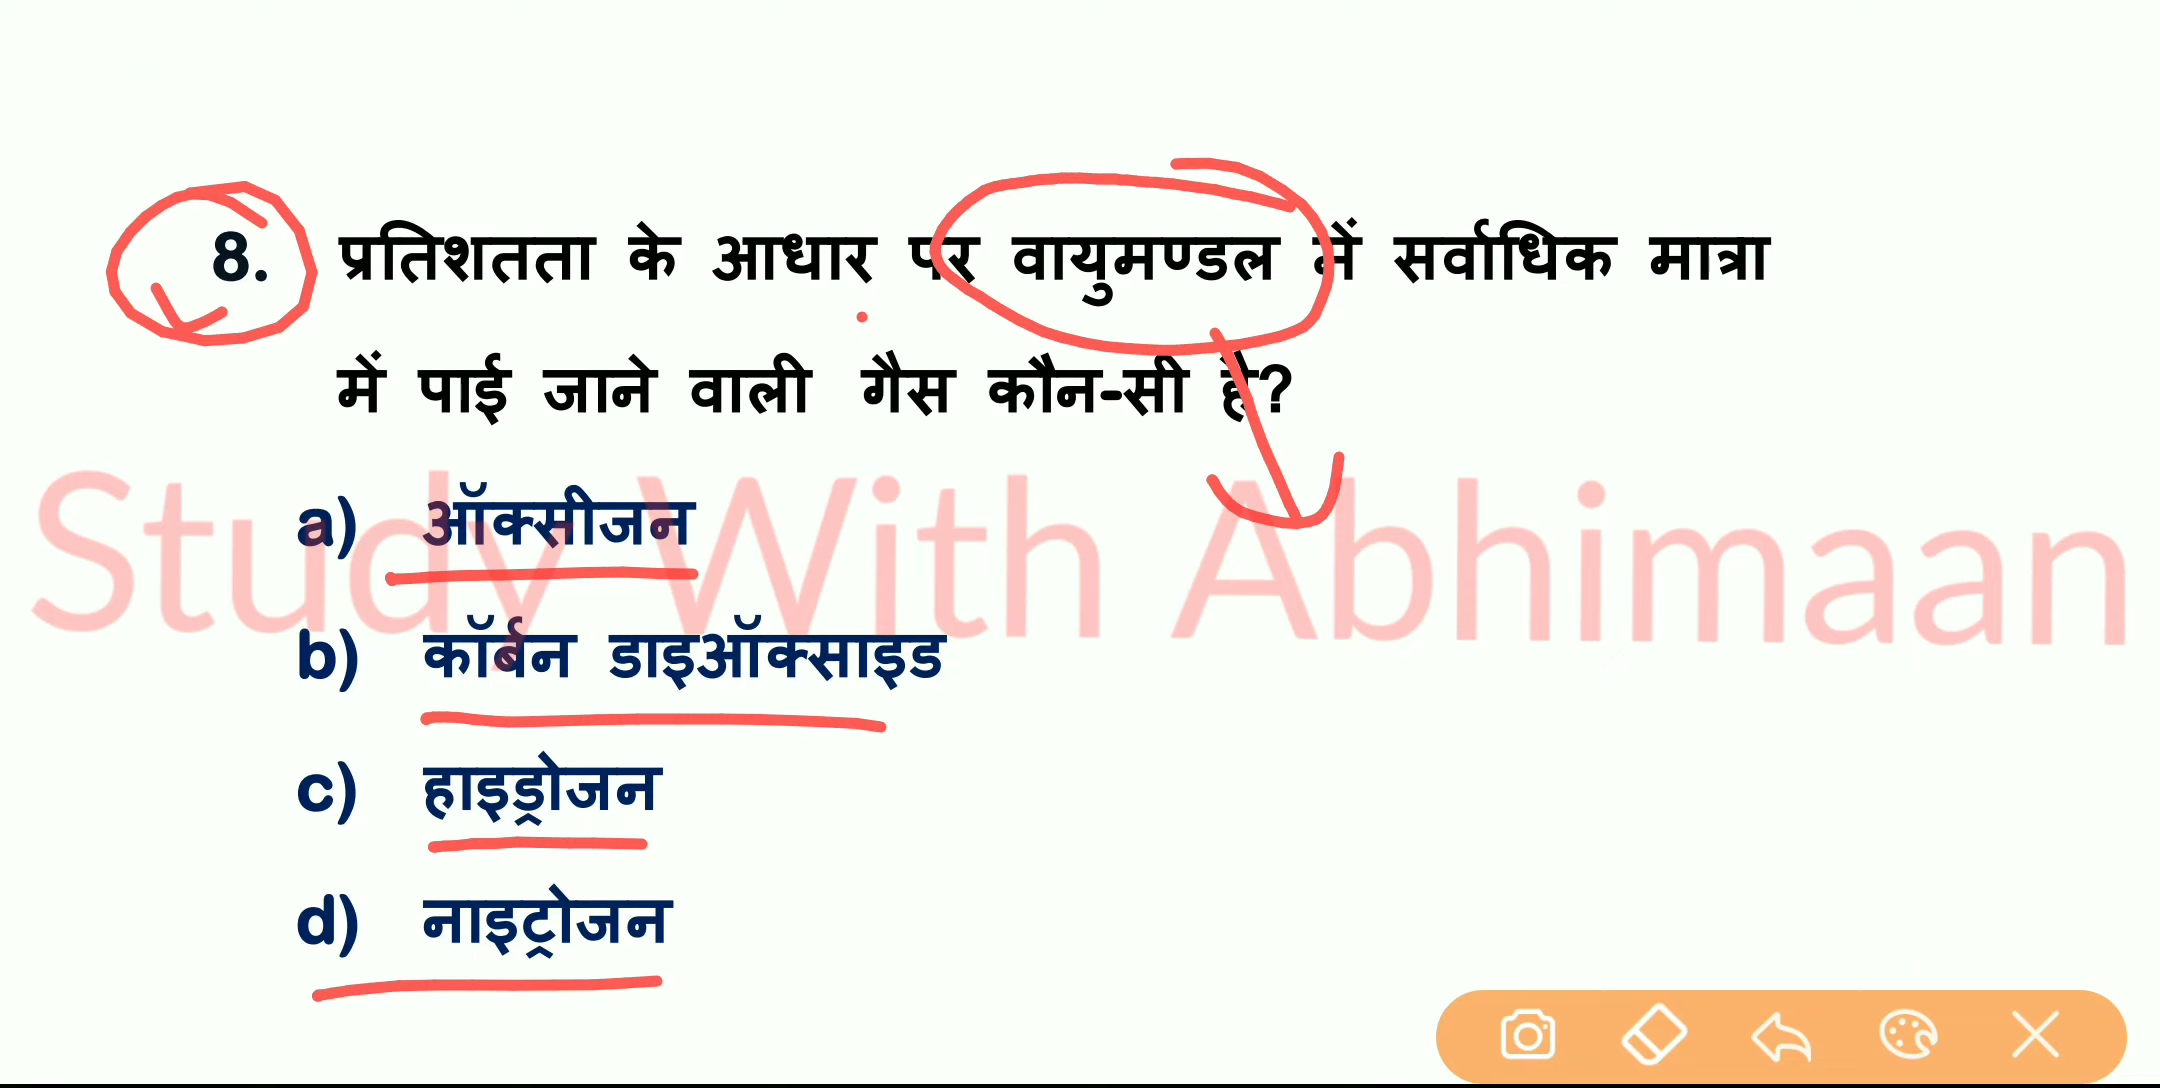 8. प्रतिशतता के आधार पर वायुमण्डल में सर्वाधिक मात्रा
में पाई जाने वाली गैस कौन-सी है?
a) ऑक्सीजन
Study With Abhimaan
b) कॉर्बन डाइऑक्साइड
c) हाइड्रोजन
d) नाइट्रोजन